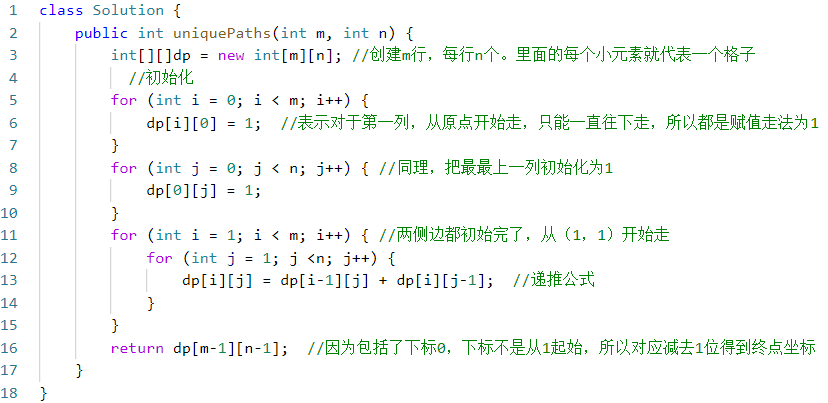 1 class Solution {
2     public int uniquePaths(int m, int n) {
3         int[][]dp = new int[m][n]; //创建m行，每行n个。里面的每个小元素就代表一个格子
4           //初始化
5         for (int i = 0; i < m; i++) {
6             dp[i][0] = 1;  //表示对于第一列，从原点开始走，只能一直往下走，所以都是赋值走法为1
7         }
8         for (int j = 0; j < n; j++) { //同理，把最最上一列初始化为1
9             dp[0][j] = 1;
10         }
11         for (int i = 1; i < m; i++) { //两侧边都初始完了，从（1，1）开始走
12             for (int j = 1; j <n; j++) {
13                 dp[i][j] = dp[i-1][j] + dp[i][j-1];  //递推公式
14             }
15         }
16         return dp[m-1][n-1];  //因为包括了下标0，下标不是从1起始，所以对应减去1位得到终点坐标
17     }
18 }